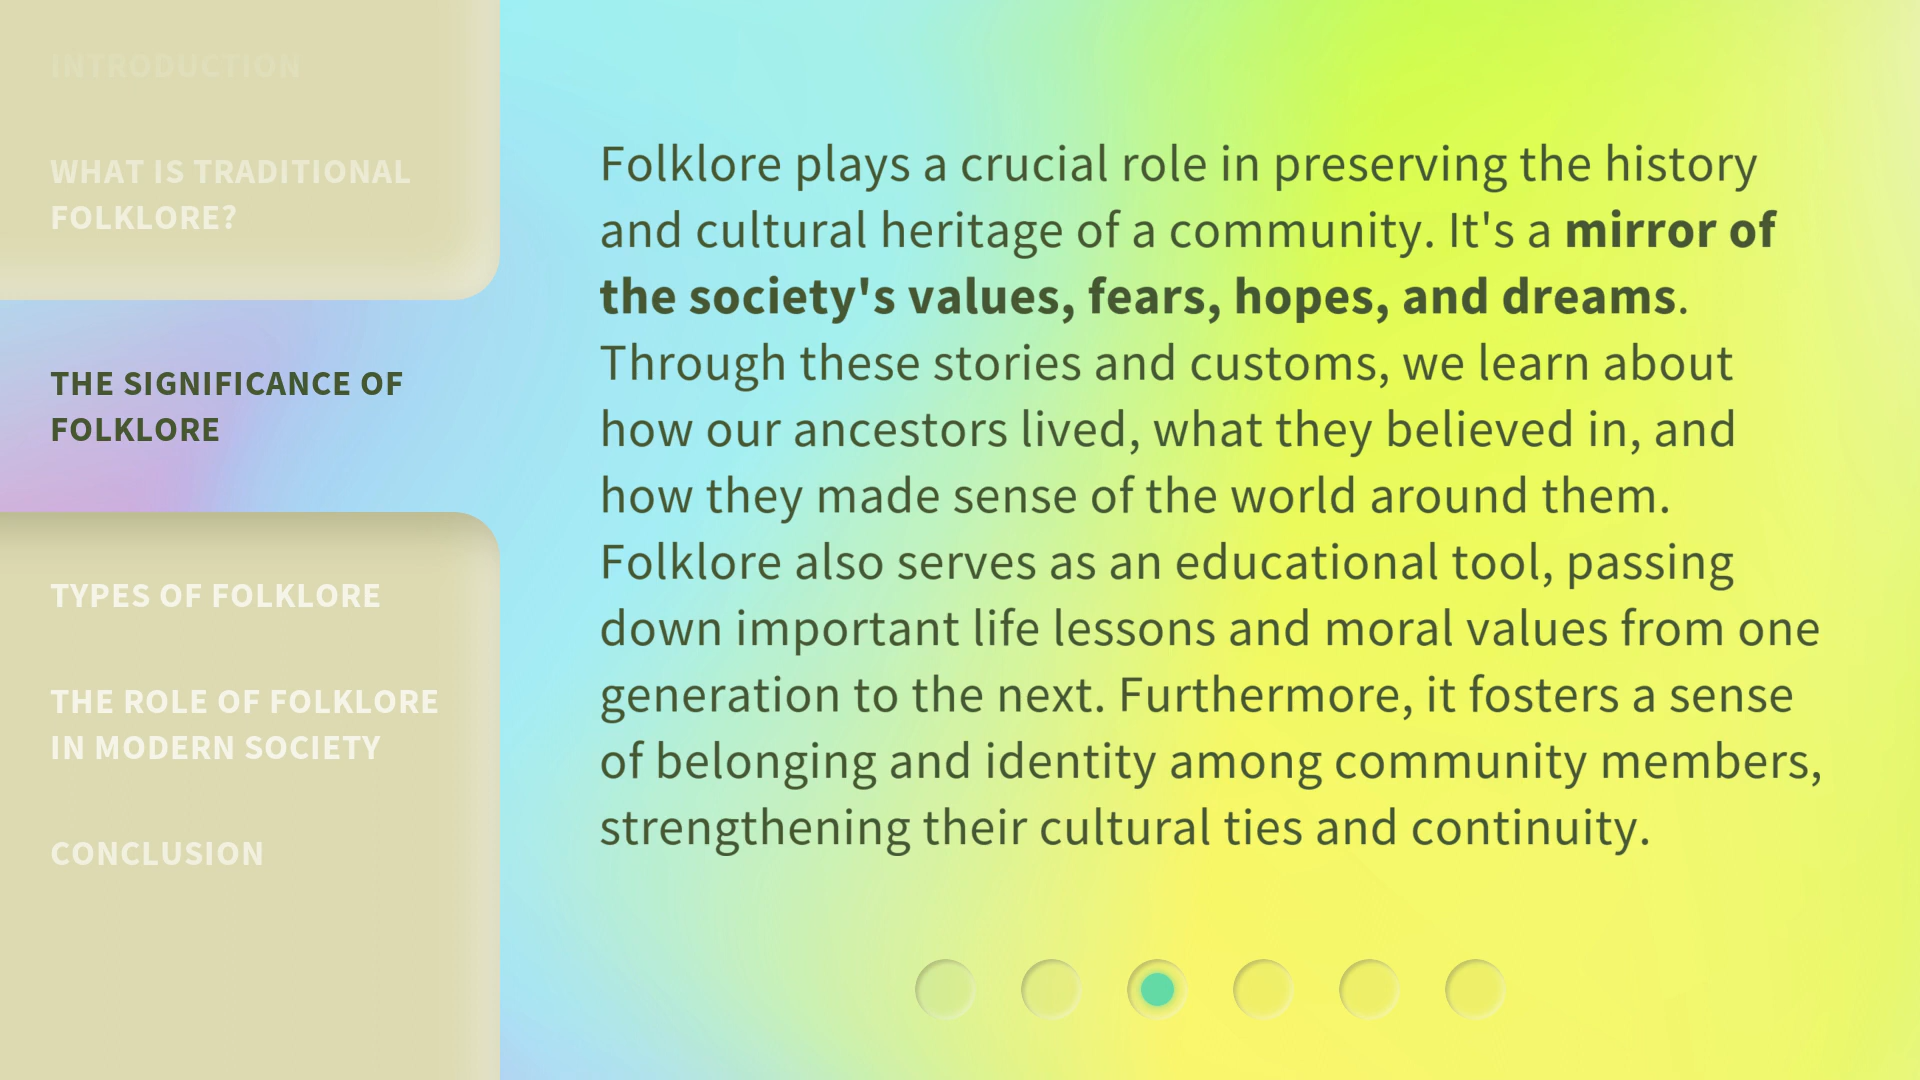 INTRODUCTION
WHAT IS TRADITIONAL
FOLKLORE?
THE SIGNIFICANCE OF
FOLKLORE
TYPES OF FOLKLORE
THE ROLE OF FOLKLORE
IN MODERN SOCIETY
CONCLUSION
Folklore plays a crucial role in preserving the history
and cultural heritage of a community. It's a mirror of
the society's values, fears, hopes, and dreams.
Through these stories and customs, we learn about
how our ancestors lived, what they believed in, and
how they made sense of the world around them.
Folklore also serves as an educational tool, passing
down important life lessons and moral values from one
generation to the next. Furthermore, it fosters a sense
of belonging and identity among community members,
strengthening their cultural ties and continuity.